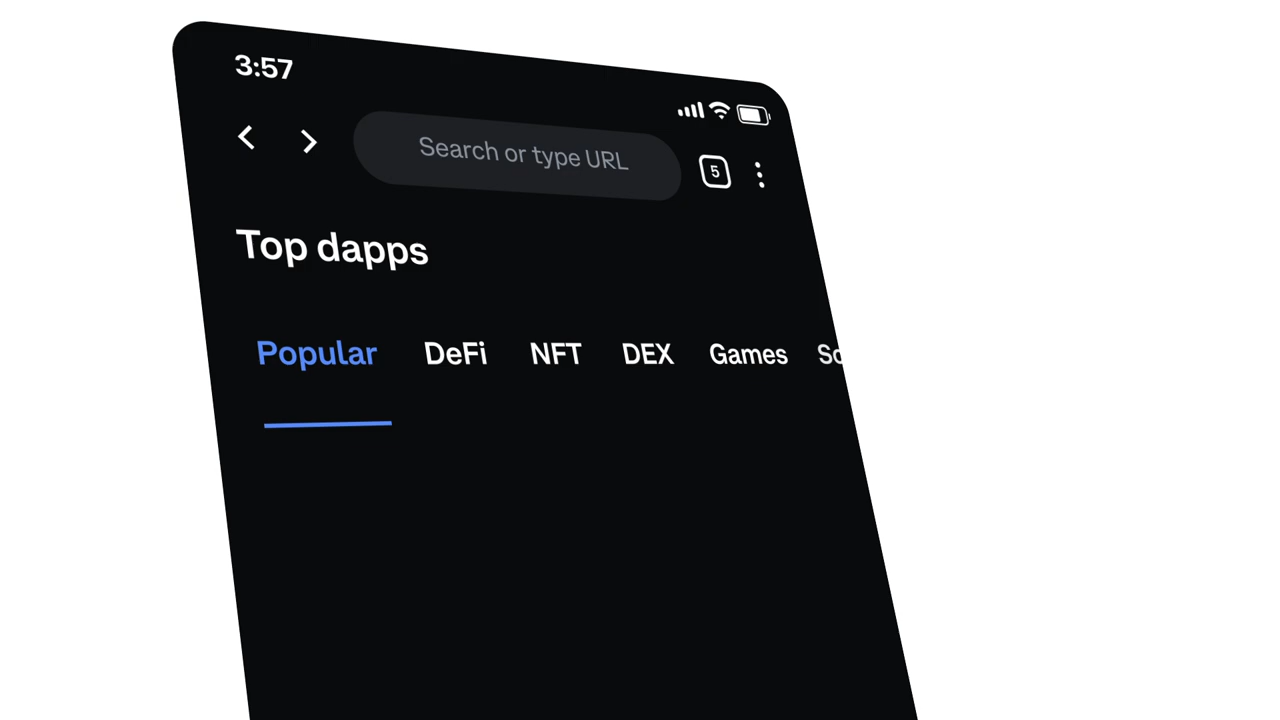 3:57
Search or type URL
5
Top dapps
Popular DeFi NFT DEX Games